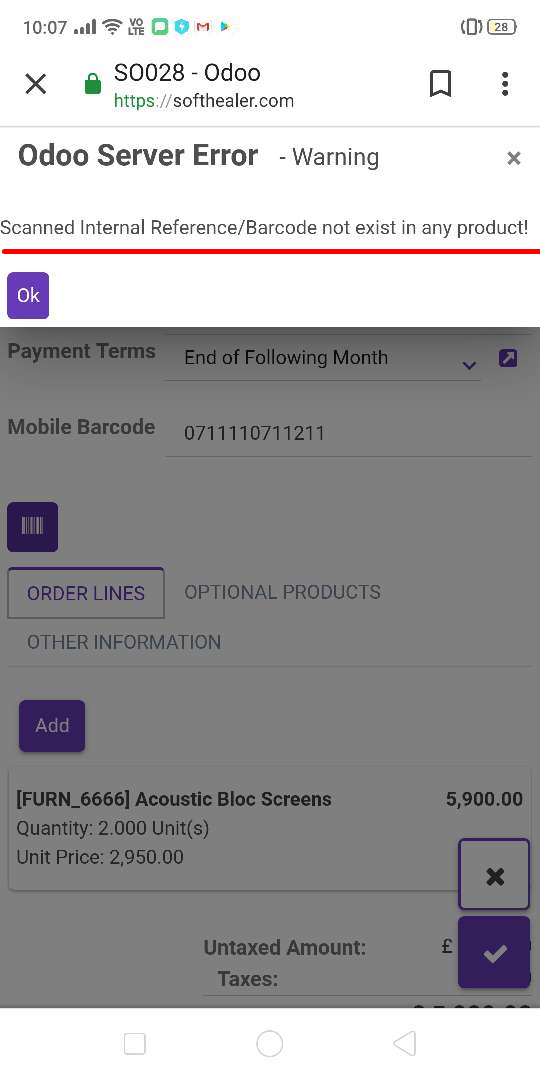 10:07 VO LTE 28
SO028 - Odoo
https://softhealer.com
Odoo Server Error - Warning ×
Scanned Internal Reference/Barcode not exist in any product!
Ok
Payment Terms End of Following Month
Mobile Barcode 0711110711211
ORDER LINES OPTIONAL PRODUCTS
OTHER INFORMATION
Add
[FURN_6666] Acoustic Bloc Screens 5,900.00
Quantity: 2.000 Unit(s)
Unit Price: 2,950.00
Untaxed Amount: £
Taxes: